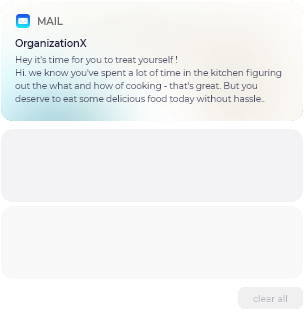 MAIL
OrganizationX
Hey it's time for you to treat yourself !
Hi. we know you've spent a lot of time in the kitchen figuring
out the what and how of cooking - that's great. But you
deserve to eat some delicious food today without hassle..
clear all